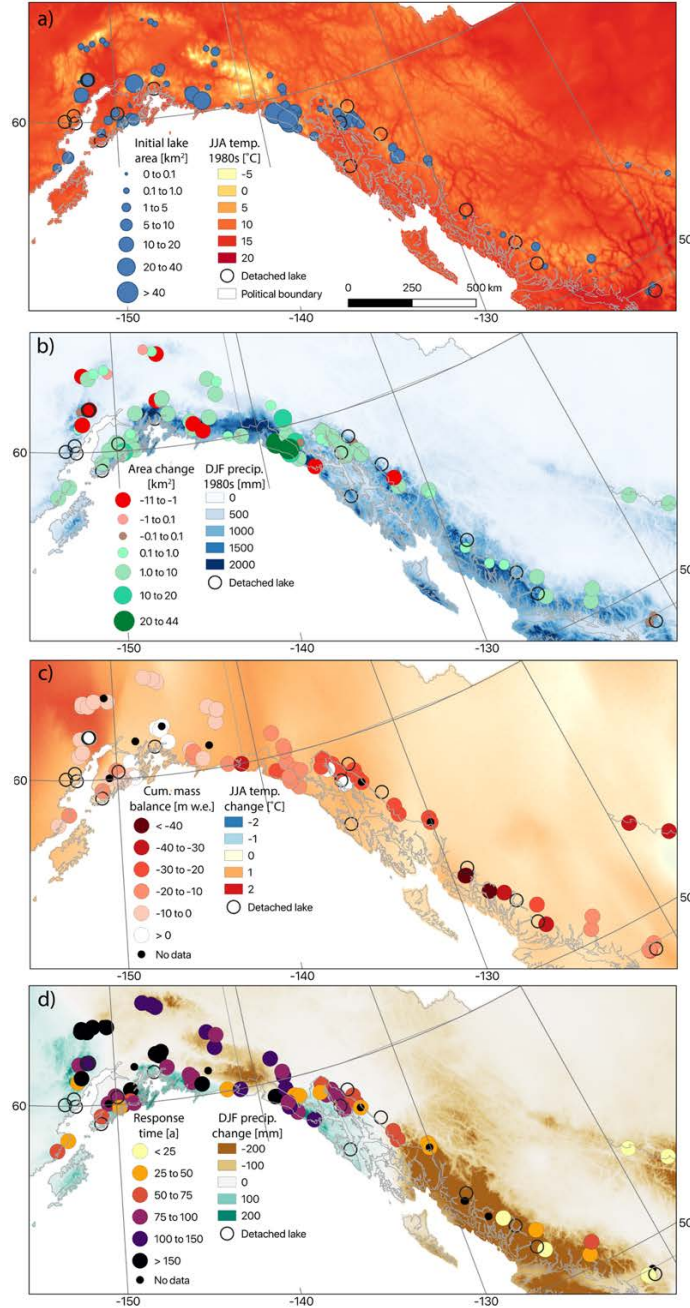 a)
60
50
Initial lake
area [km²]
0 to 0.1
0.1 to 1.0
1 to 5
5 to 10
10 to 20
20 to 40
> 40
JJA temp.
1980s [˚C]
-5
0
5
10
15
20
Detached lake
Political boundary
0 250 500 km
-150 -140 -130
b)
60
50
Area change
[km²]
-11 to -1
-1 to 0.1
-0.1 to 0.1
0.1 to 1.0
1.0 to 10
10 to 20
20 to 44
DJF precip.
1980s [mm]
0
500
1000
1500
2000
Detached lake
-150 -140 -130
c)
60
50
Cum. mass
balance [m w.e.]
< -40
-40 to -30
-30 to -20
-20 to -10
-10 to 0
> 0
No data
JJA temp.
change [˚C]
-2
-1
0
1
2
Detached lake
-150 -140 -130
d)
60
50
Response
time [a]
< 25
25 to 50
50 to 75
75 to 100
100 to 150
> 150
No data
DJF precip.
change [mm]
-200
-100
0
100
200
Detached lake
-150 -140 -130